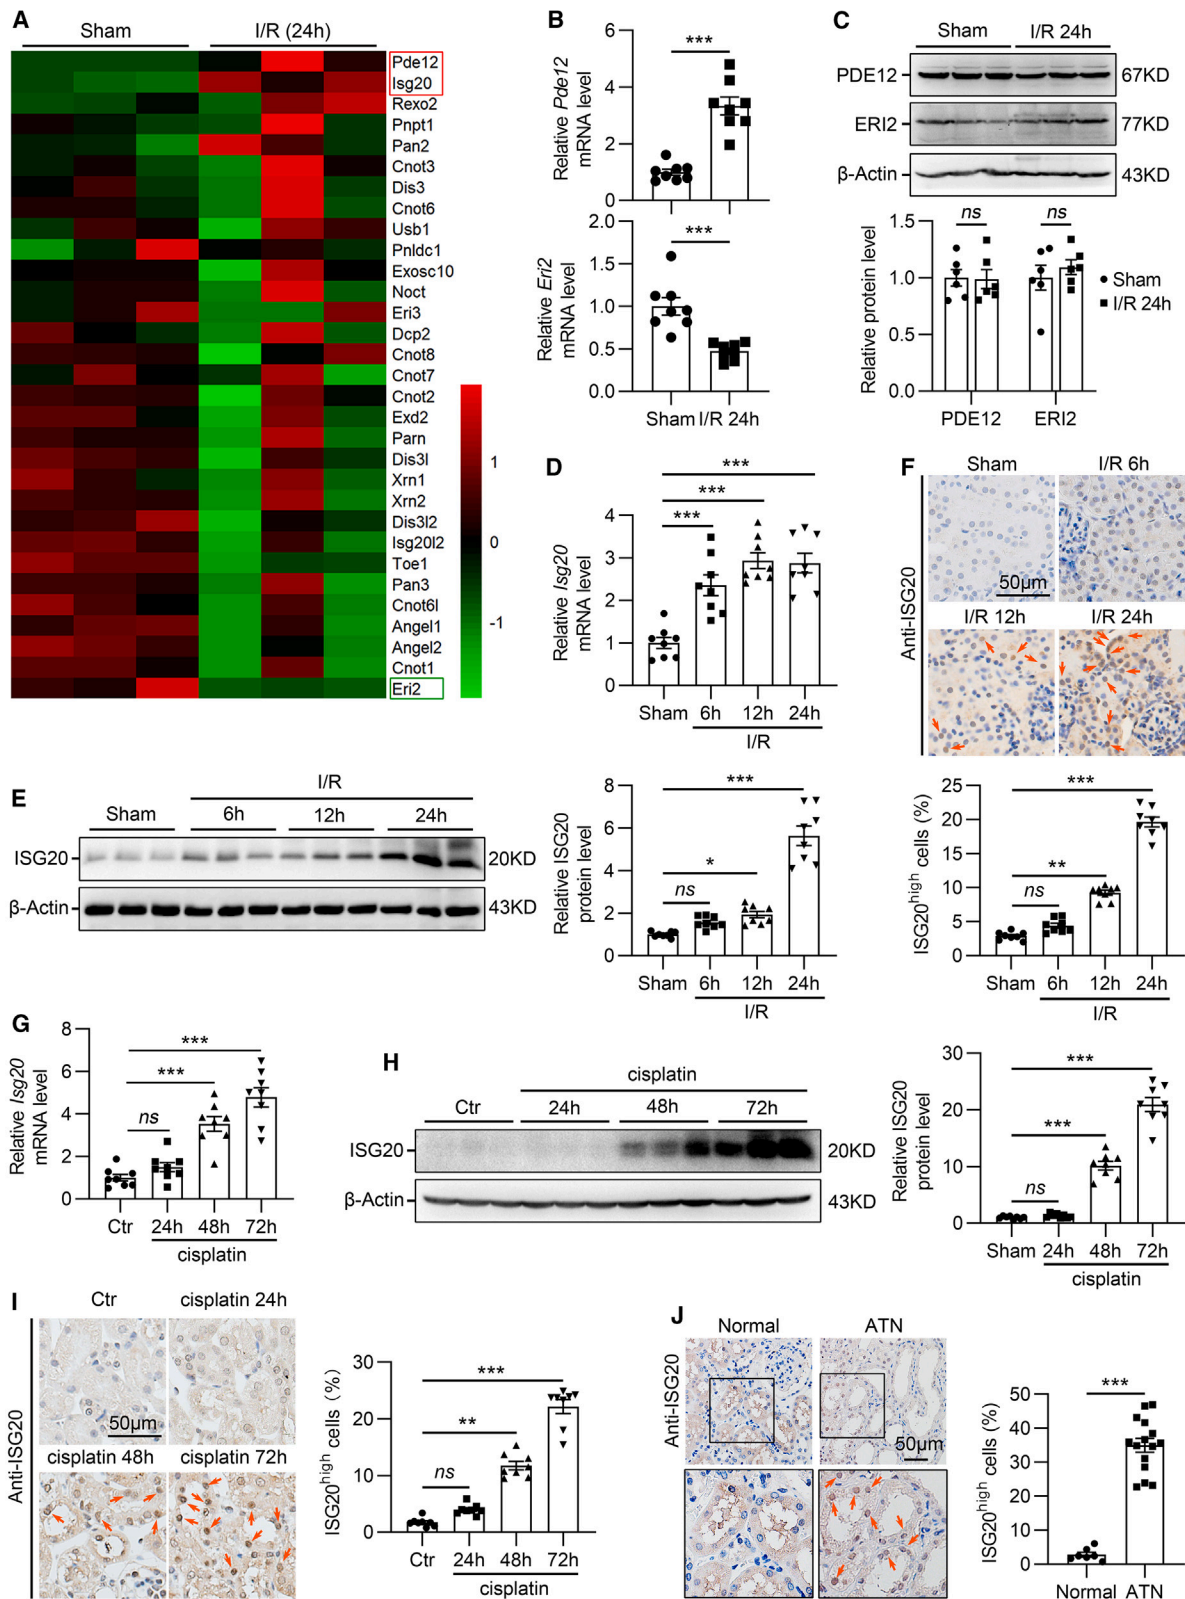 A
Sham
I/R (24h)
Pde12
Isg20
Rexo2
Pnpt1
Pan2
Cnot3
Dis3
Cnot6
Usb1
Pnldc1
Exosc10
Noct
Eri3
Dcp2
Cnot8
Cnot7
Cnot2
Exd2
Parn
Dis3l
Xrn1
Xrn2
Dis3l2
Isg20l2
Toe1
Pan3
Cnot6l
Angel1
Angel2
Cnot1
Eri2
1
0
-1
B
Relative Pde12
mRNA level
6
4
2
0
***
Relative Eri2
mRNA level
2.0
1.5
1.0
0.5
0.0
***
Sham I/R 24h
C
Sham
I/R 24h
PDE12
67KD
ERI2
77KD
β-Actin
43KD
Relative protein level
1.5
1.0
0.5
0.0
ns
ns
PDE12
ERI2
Sham
I/R 24h
D
Relative Isg20
mRNA level
4
3
2
1
0
***
***
***
Sham
6h
12h
24h
I/R
F
Anti-ISG20
Sham
I/R 6h
50μm
I/R 12h
I/R 24h
ISG20high cells (%)
25
20
15
10
5
0
ns
**
***
Sham
6h
12h
24h
I/R
E
I/R
Sham
6h
12h
24h
ISG20
20KD
β-Actin
43KD
Relative ISG20
protein level
8
6
4
2
0
ns
*
***
Sham
6h
12h
24h
I/R
G
Relative Isg20
mRNA level
8
6
4
2
0
ns
***
***
Ctr
24h
48h
72h
cisplatin
H
cisplatin
Ctr
24h
48h
72h
ISG20
20KD
β-Actin
43KD
Relative ISG20
protein level
30
20
10
0
ns
***
***
Sham
24h
48h
72h
cisplatin
I
Anti-ISG20
Ctr
cisplatin 24h
50μm
cisplatin 48h
cisplatin 72h
ISG20high cells (%)
30
20
10
0
ns
**
***
Ctr
24h
48h
72h
cisplatin
J
Anti-ISG20
Normal
ATN
50μm
ISG20high cells (%)
50
40
30
20
10
0
***
Normal
ATN